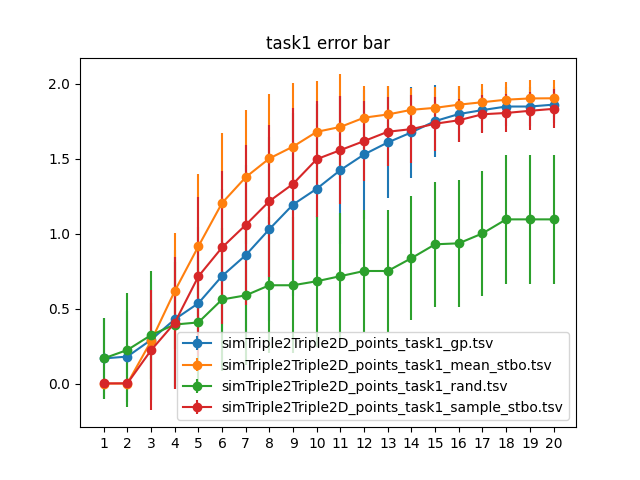 task1 error bar
2.0
1.5
1.0
0.5
0.0
simTriple2Triple2D_points_task1_gp.tsv
simTriple2Triple2D_points_task1_mean_stbo.tsv
simTriple2Triple2D_points_task1_rand.tsv
simTriple2Triple2D_points_task1_sample_stbo.tsv
1 2 3 4 5 6 7 8 9 10 11 12 13 14 15 16 17 18 19 20